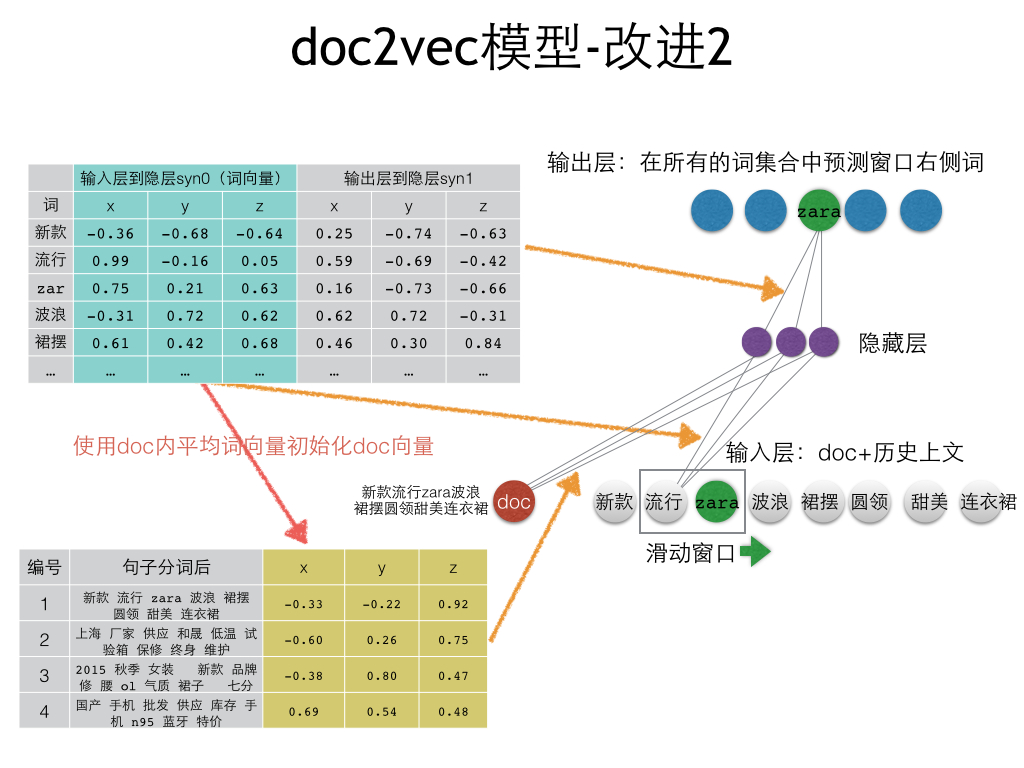 doc2vec模型-改进2
输出层：在所有的词集合中预测窗口右侧词
输入层到隐层syn0（词向量） 输出层到隐层syn1
词 x y z x y z
新款 -0.36 -0.68 -0.64 0.25 -0.74 -0.63
流行 0.99 -0.16 0.05 0.59 -0.69 -0.42
zar 0.75 0.21 0.63 0.16 -0.73 -0.66
波浪 -0.31 0.72 0.62 0.62 0.72 -0.31
裙摆 0.61 0.42 0.68 0.46 0.30 0.84
… … … … … … …
zara
隐藏层
使用doc内平均词向量初始化doc向量
输入层：doc+历史上文
新款流行zara波浪
裙摆圆领甜美连衣裙
doc
新款 流行 zara 波浪 裙摆 圆领 甜美 连衣裙
滑动窗口
编号 句子分词后 x y z
1 新款 流行 zara 波浪 裙摆 -0.33 -0.22 0.92
圆领 甜美 连衣裙
2 上海 厂家 供应 和晟 低温 试 -0.60 0.26 0.75
验箱 保修 终身 维护
3 2015 秋季 女装 新款 品牌 -0.38 0.80 0.47
修 腰 ol 气质 裙子 七分
4 国产 手机 批发 供应 库存 手 0.69 0.54 0.48
机 n95 蓝牙 特价